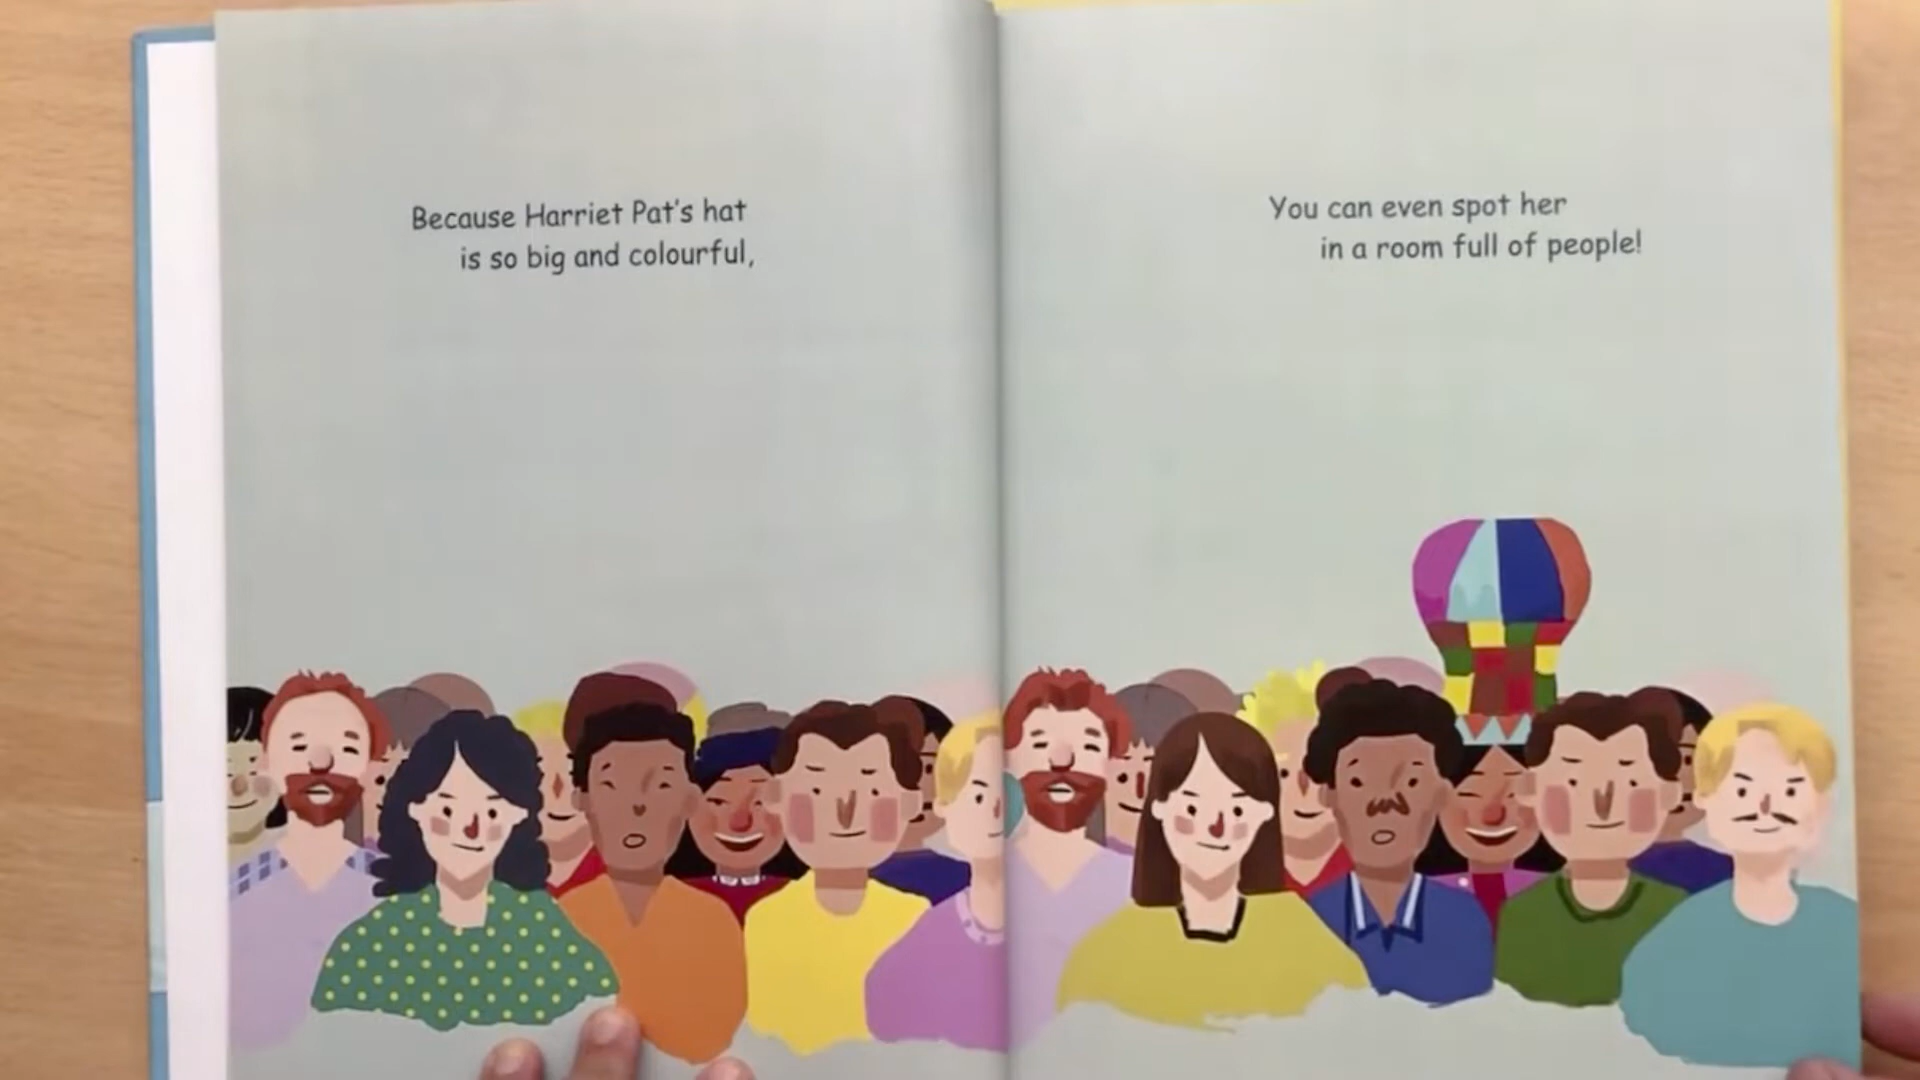 Because Harriet Pat's hat
is so big and colourful,
You can even spot her
in a room full of people!